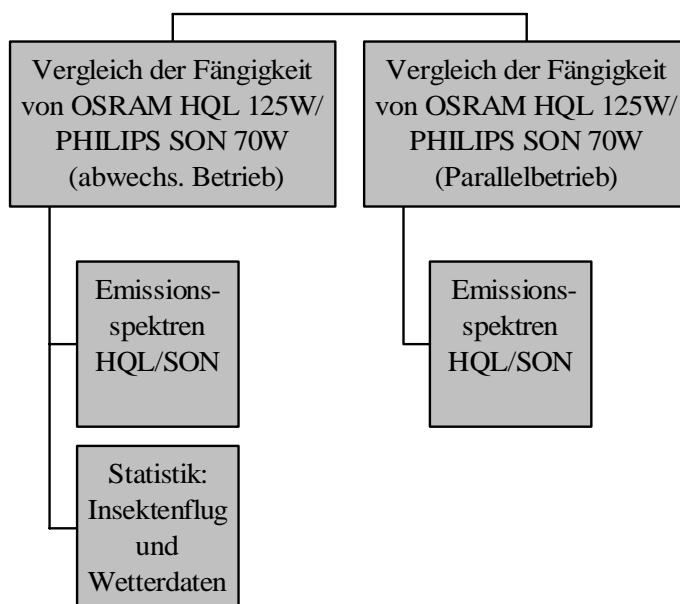 Vergleich der Fängigkeit
von OSRAM HQL 125W/
PHILIPS SON 70W
(abwechs. Betrieb)
Vergleich der Fängigkeit
von OSRAM HQL 125W/
PHILIPS SON 70W
(Parallelbetrieb)
Emissions-
spektren
HQL/SON
Emissions-
spektren
HQL/SON
Statistik:
Insektenflug
und
Wetterdaten